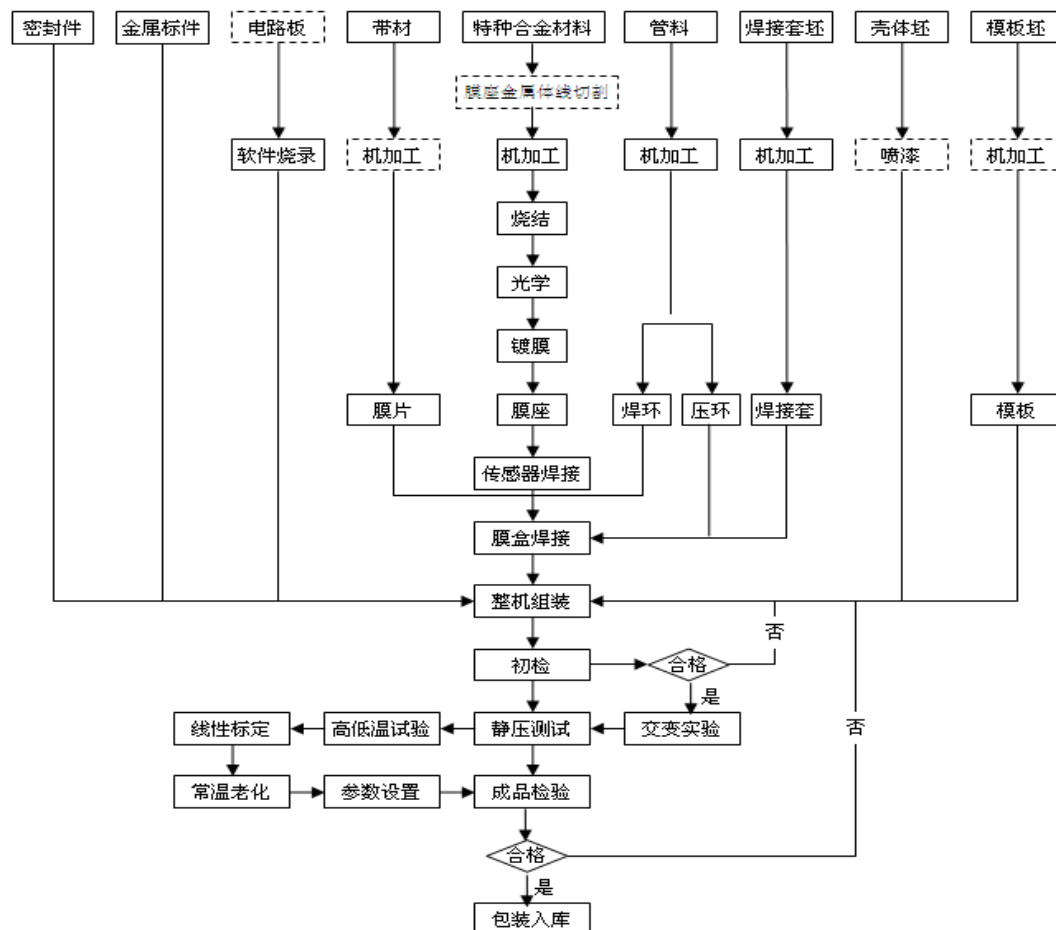 密封件
金属标件
电路板
带材
特种合金材料
管料
焊接套坯
壳体坯
模板坯
膜座金属体线切割
软件烧录
机加工
机加工
机加工
机加工
喷漆
机加工
烧结
光学
镀膜
膜片
膜座
焊环
压环
焊接套
模板
传感器焊接
膜盒焊接
整机组装
否
初检
合格
是
线性标定
高低温试验
静压测试
交变实验
否
常温老化
参数设置
成品检验
合格
是
包装入库